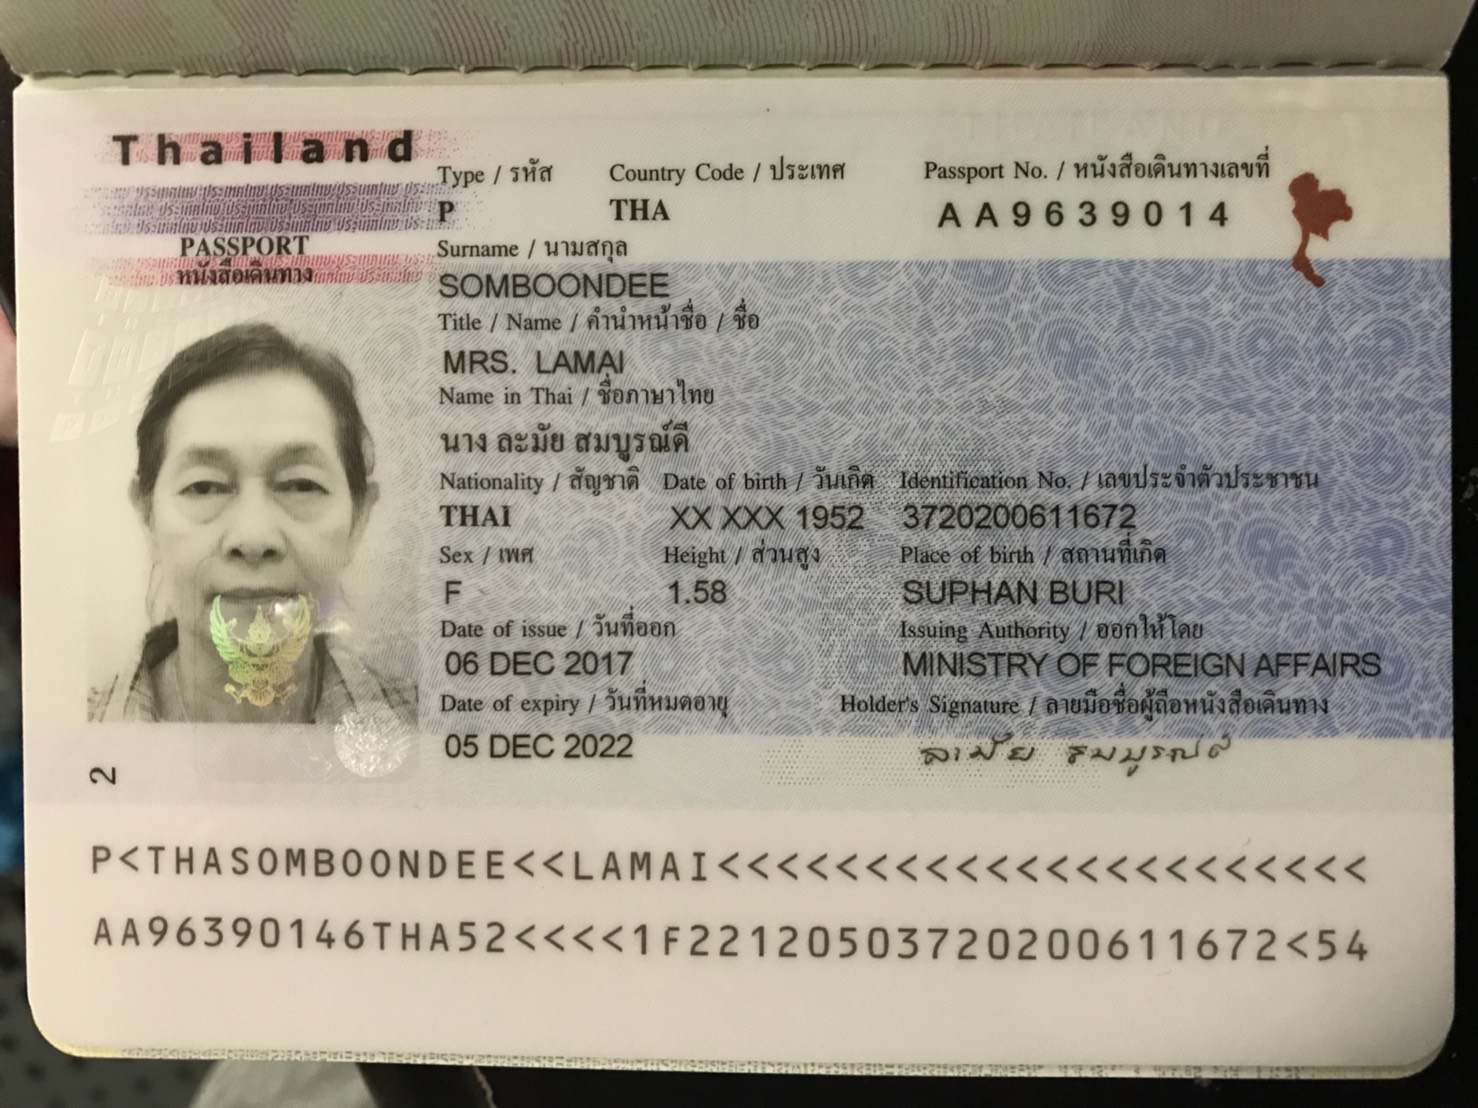 Thailand
PASSPORT
หนังสือเดินทาง
Type / รหัส Country Code / ประเทศ Passport No. / หนังสือเดินทางเลขที่
P THA AA9639014
Surname / นามสกุล
SOMBOONDEE
Title / Name / คำนำหน้าชื่อ / ชื่อ
MRS. LAMAI
Name in Thai / ชื่อภาษาไทย
นาง ละมัย สมบูรณ์ดี
Nationality / สัญชาติ Date of birth / วันเกิด Identification No. / เลขประจำตัวประชาชน
THAI XX XXX 1952 3720200611672
Sex / เพศ Height / ส่วนสูง Place of birth / สถานที่เกิด
F 1.58 SUPHAN BURI
Date of issue / วันที่ออก Issuing Authority / ออกให้โดย
06 DEC 2017 MINISTRY OF FOREIGN AFFAIRS
Date of expiry / วันที่หมดอายุ Holder's Signature / ลายมือชื่อผู้ถือหนังสือเดินทาง
05 DEC 2022
2
P<THASOMBOONDEE<<LAMAI<<<<<<<<<<<<<<<<<<<<<<
AA96390146THA52<<<<1F22120503720200611672<54